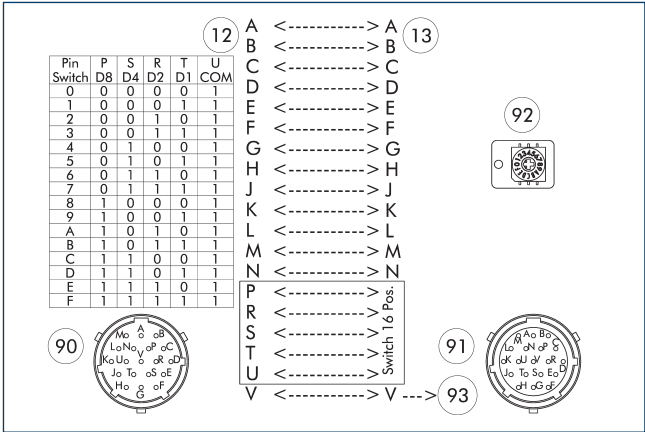 12
A <------------> A
13
B <------------> B
C <------------> C
D <------------> D
E <------------> E
F <------------> F
G <------------> G
H <------------> H
J <------------> J
K <------------> K
L <------------> L
M <------------> M
N <------------> N
P <------------>
R <------------>
S <------------>
T <------------>
U <------------>
Switch 16 Pos.
V <------------> V ---> 93
Pin P S R T U
Switch D8 D4 D2 D1 COM
0 0 0 0 0 1
1 0 0 0 1 1
2 0 0 1 0 1
3 0 0 1 1 1
4 0 1 0 0 1
5 0 1 0 1 1
6 0 1 1 0 1
7 0 1 1 1 1
8 1 0 0 0 1
9 1 0 0 1 1
A 1 0 1 0 1
B 1 0 1 1 1
C 1 1 0 0 1
D 1 1 0 1 1
E 1 1 1 0 1
F 1 1 1 1 1
92
90
A
M B
L N P C
V
K U R D
J T S E
H F
G
91
A B
M C
L N P
K U V R D
J T S E
H G F